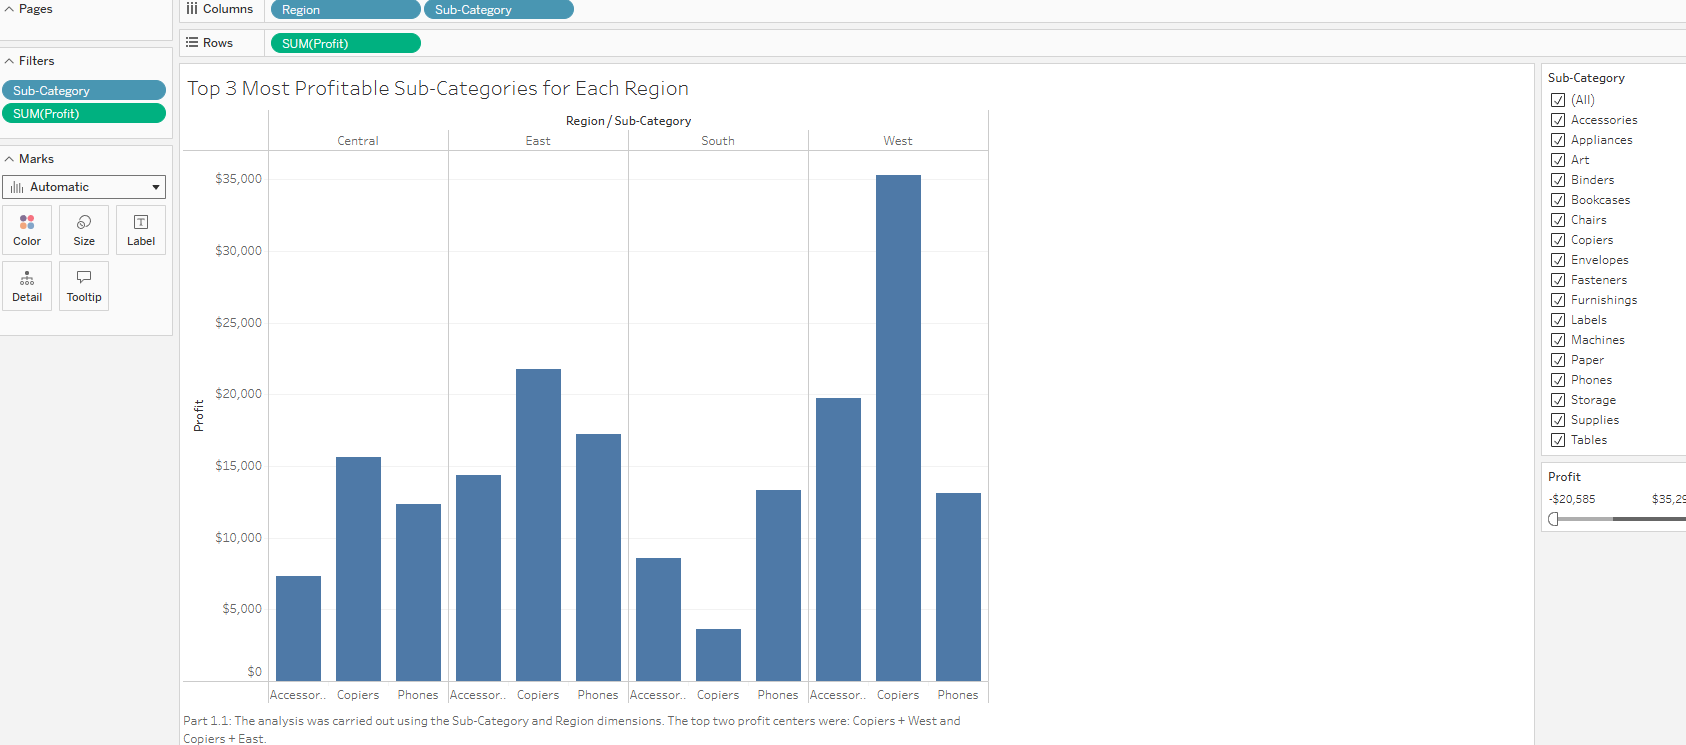 Pages
Columns
Region
Sub-Category
Rows
SUM(Profit)
Filters
Sub-Category
SUM(Profit)
Marks
Automatic
Color
Size
Label
Detail
Tooltip
Top 3 Most Profitable Sub-Categories for Each Region
Region / Sub-Category
Central
East
South
West
Profit
$35,000
$30,000
$25,000
$20,000
$15,000
$10,000
$5,000
$0
Accessor..
Copiers
Phones
Accessor..
Copiers
Phones
Accessor..
Copiers
Phones
Accessor..
Copiers
Phones
Part 1.1: The analysis was carried out using the Sub-Category and Region dimensions. The top two profit centers were: Copiers + West and
Copiers + East.
Sub-Category
(All)
Accessories
Appliances
Art
Binders
Bookcases
Chairs
Copiers
Envelopes
Fasteners
Furnishings
Labels
Machines
Paper
Phones
Storage
Supplies
Tables
Profit
-$20,585
$35,29